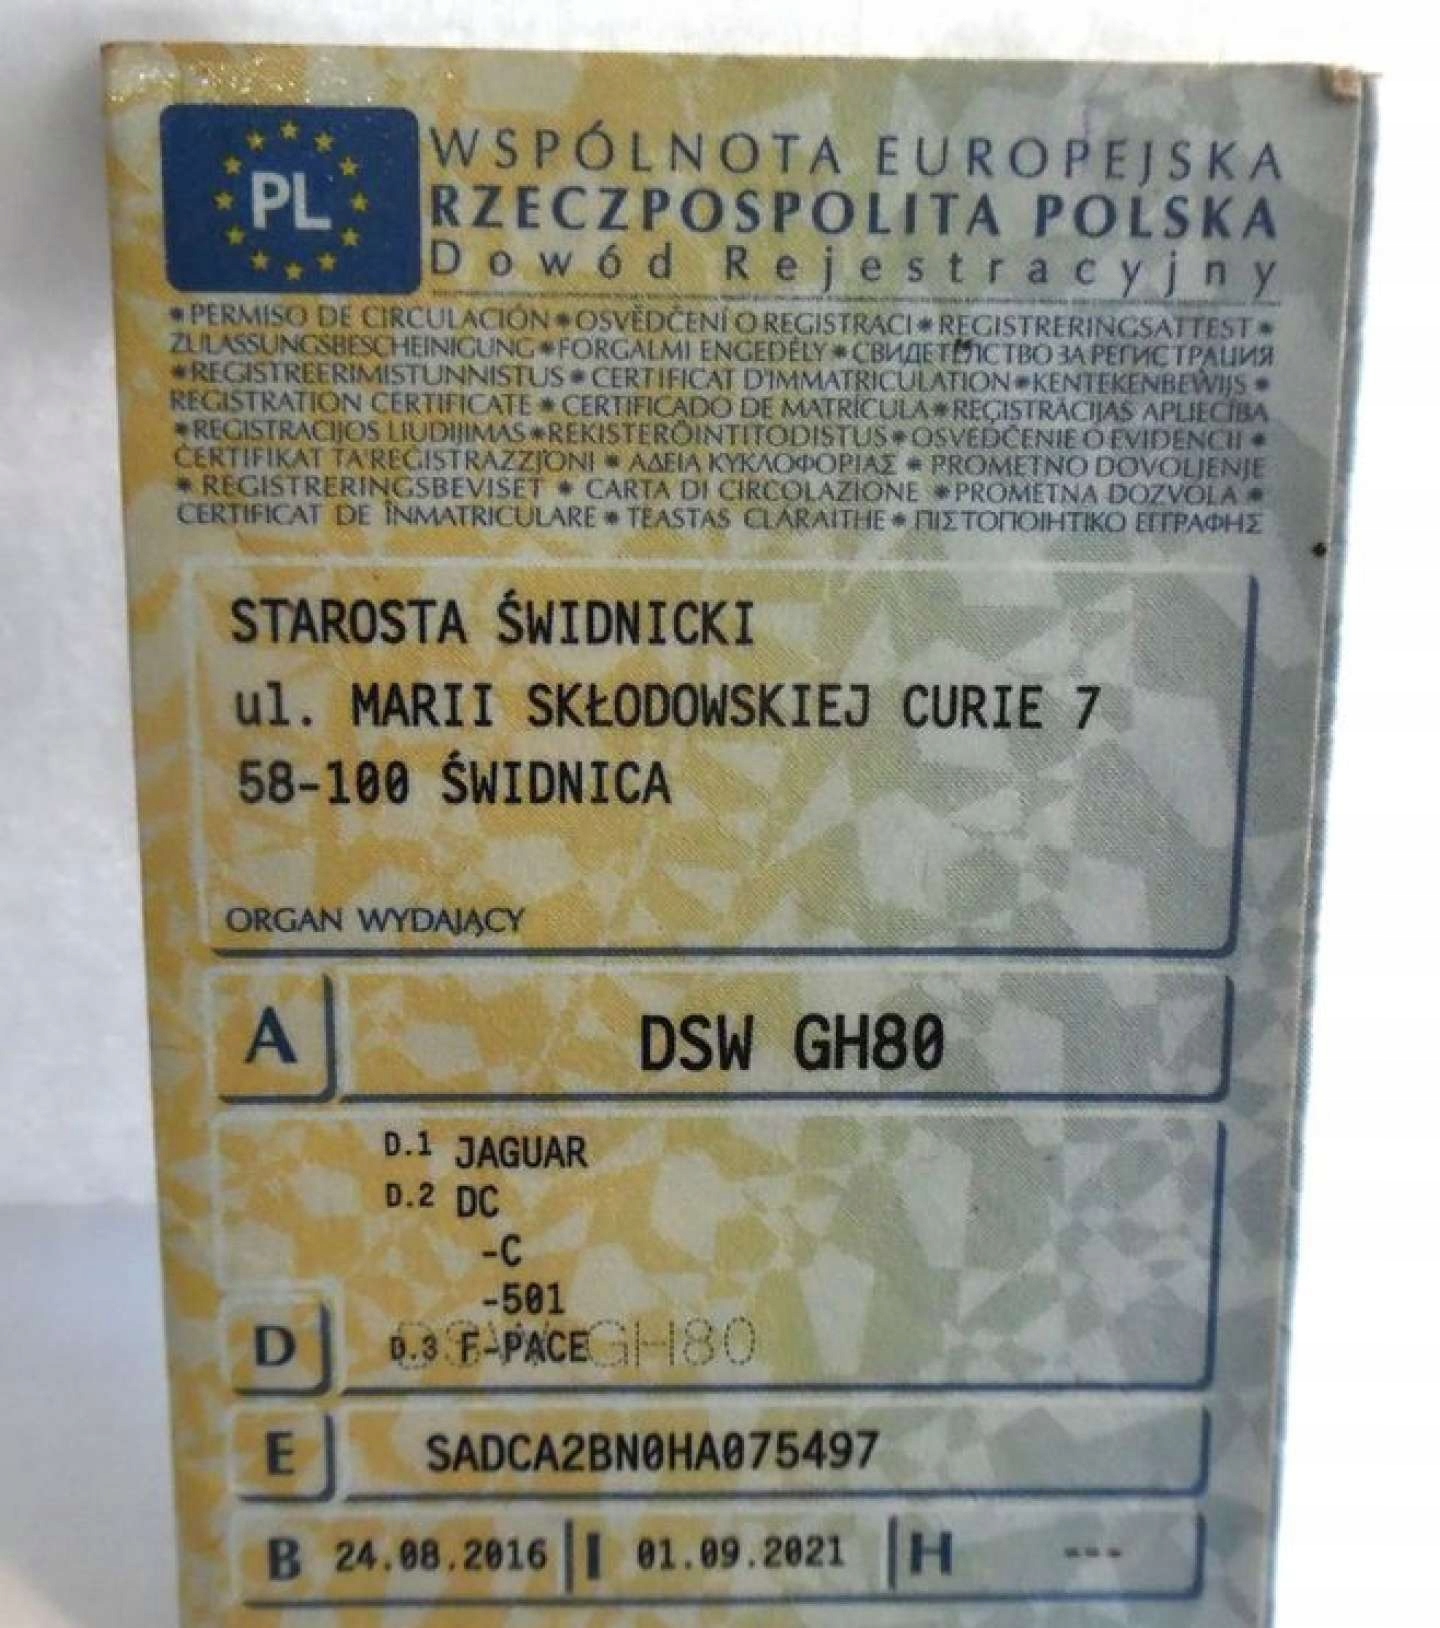 PL
WSPÓLNOTA EUROPEJSKA
RZECZPOSPOLITA POLSKA
Dowód Rejestracyjny
* PERMISO DE CIRCULACIÓN * OSVĚDČENÍ O REGISTRACI * REGISTRERINGSATTEST *
ZULASSUNGSBESCHEINIGUNG * FORGALMI ENGEDÉLY * СВИДЕТЕЛСТВО ЗА РЕГИСТРАЦИЯ
* REGISTREERIMISTUNNISTUS * CERTIFICAT D'IMMATRICULATION * KENTEKENBEWIJS *
REGISTRATION CERTIFICATE * CERTIFICADO DE MATRÍCULA * REĢISTRĀCIJAS APLIECĪBA
* REGISTRACIJOS LIUDIJIMAS * REKISTERÖINTITODISTUS * OSVEDČENIE O EVIDENCII *
ĊERTIFIKAT TA'REĠISTRAZZJONI * ΑΔΕΙΑ ΚΥΚΛΟΦΟΡΙΑΣ * PROMETNO DOVOLJENJE
* REGISTRERINGSBEVISET * CARTA DI CIRCOLAZIONE * PROMETNA DOZVOLA *
CERTIFICAT DE ÎNMATRICULARE * TEASTAS CLÁRAITHE * ΠΙΣΤΟΠΟΙΗΤΙΚΟ ΕΓΓΡΑΦΗΣ
STAROSTA ŚWIDNICKI
ul. MARII SKŁODOWSKIEJ CURIE 7
58-100 ŚWIDNICA
ORGAN WYDAJĄCY
A DSW GH80
D.1 JAGUAR
D.2 DC
-C
-501
D D.3 F-PACE
DSW GH80
E SADCA2BN0HA075497
B 24.08.2016 I 01.09.2021 H ---